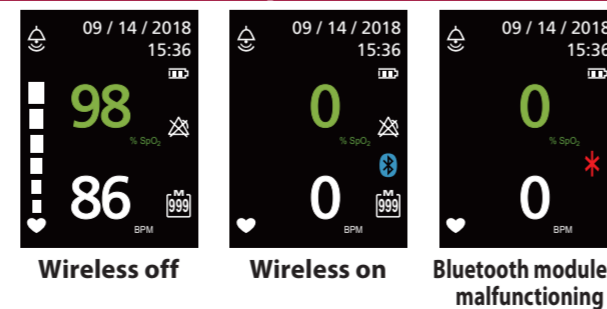 09 / 14 / 2018
15:36
98
% SpO₂
86
M
999
BPM
Wireless off
09 / 14 / 2018
15:36
0
% SpO₂
0
M
999
BPM
Wireless on
09 / 14 / 2018
15:36
0
% SpO₂
0
BPM
Bluetooth module
malfunctioning